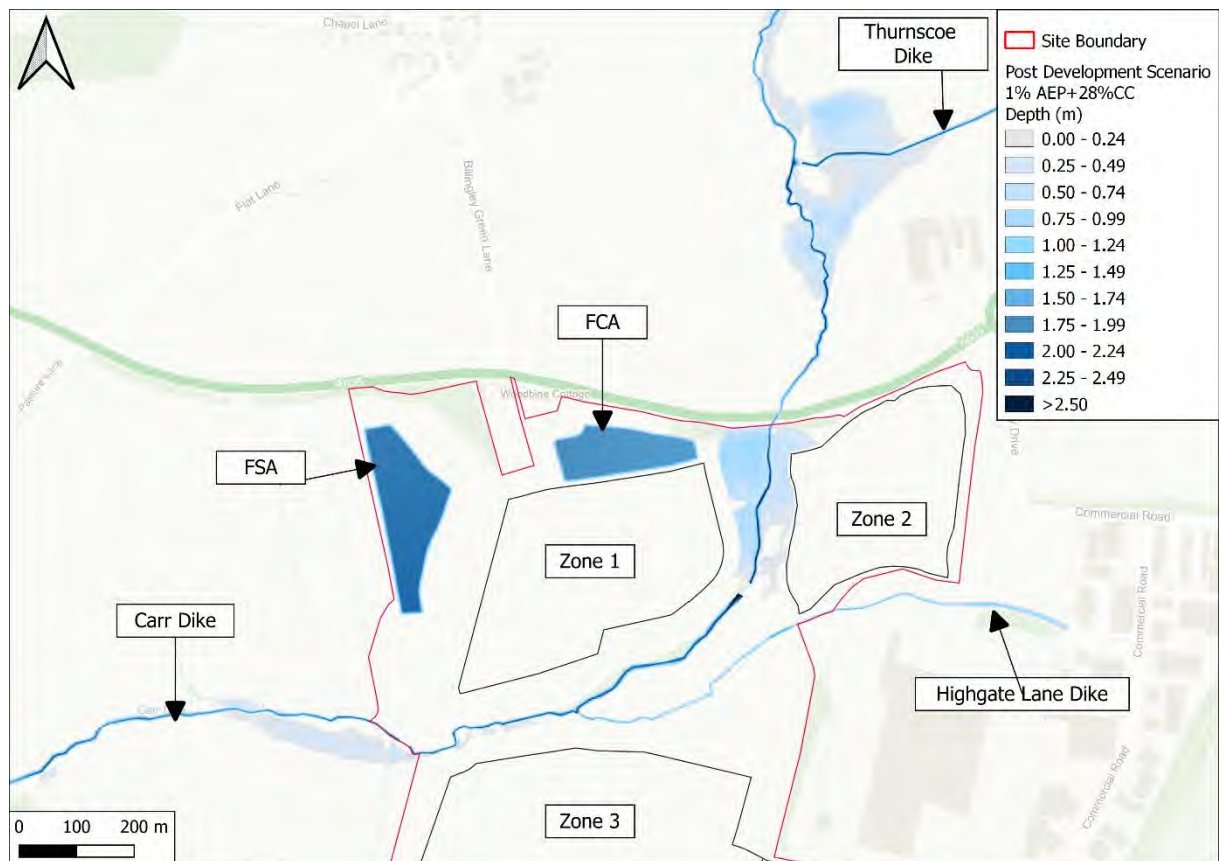 Chapel Lane
Thurnscoe
Dike
Site Boundary
Post Development Scenario
1% AEP+28%CC
Depth (m)
0.00 - 0.24
0.25 - 0.49
0.50 - 0.74
0.75 - 0.99
1.00 - 1.24
1.25 - 1.49
1.50 - 1.74
1.75 - 1.99
2.00 - 2.24
2.25 - 2.49
>2.50
Flat Lane
Billingley Green Lane
FCA
Woodbine Cottage
FSA
Zone 1
Zone 2
Drive
Commercial Road
Commercial Road
Commercial Road
Carr Dike
Highgate Lane Dike
Zone 3
0 100 200 m